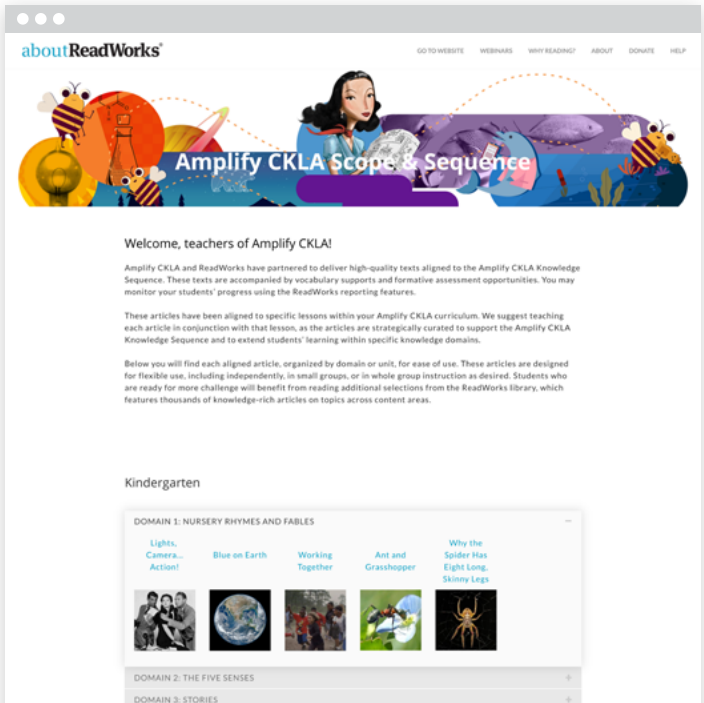 aboutReadWorks®
GO TO WEBSITE WEBINARS WHY READING? ABOUT DONATE HELP
Amplify CKLA Scope & Sequence
Welcome, teachers of Amplify CKLA!
Amplify CKLA and ReadWorks have partnered to deliver high-quality texts aligned to the Amplify CKLA Knowledge
Sequence. These texts are accompanied by vocabulary supports and formative assessment opportunities. You may
monitor your students' progress using the ReadWorks reporting features.
These articles have been aligned to specific lessons within your Amplify CKLA curriculum. We suggest teaching
each article in conjunction with that lesson, as the articles are strategically curated to support the Amplify CKLA
Knowledge Sequence and to extend students' learning within specific knowledge domains.
Below you will find each aligned article, organized by domain or unit, for ease of use. These articles are designed
for flexible use, including independently, in small groups, or in whole group instruction as desired. Students who
are ready for more challenge will benefit from reading additional selections from the ReadWorks library, which
features thousands of knowledge-rich articles on topics across content areas.
Kindergarten
DOMAIN 1: NURSERY RHYMES AND FABLES
Lights,
Camera...
Action!
Blue on Earth
Working
Together
Ant and
Grasshopper
Why the
Spider Has
Eight Long,
Skinny Legs
DOMAIN 2: THE FIVE SENSES
DOMAIN 3: STORIES